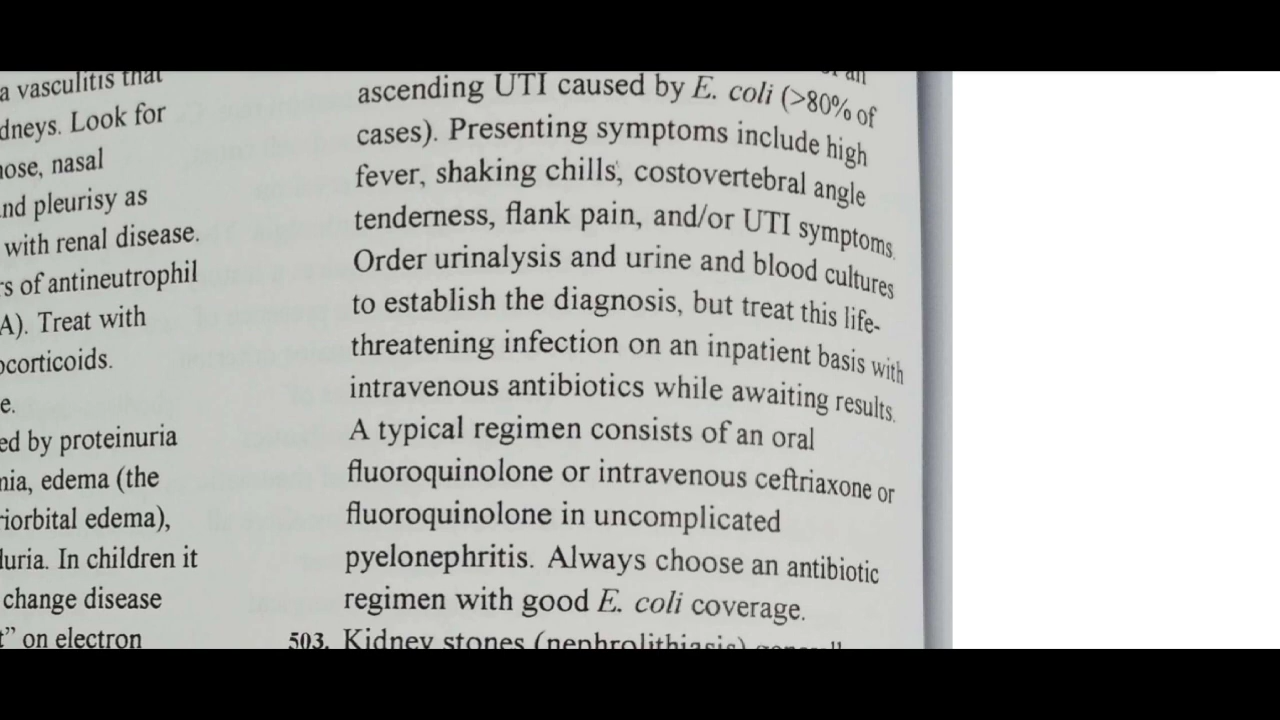 a vasculitis that
dneys. Look for
nose, nasal
nd pleurisy as
with renal disease.
rs of antineutrophil
A). Treat with
ocorticoids.
e.
ed by proteinuria
nia, edema (the
riorbital edema),
luria. In children it
change disease
t” on electron
an
ascending UTI caused by E. coli (>80% of
cases). Presenting symptoms include high
fever, shaking chills, costovertebral angle
tenderness, flank pain, and/or UTI symptoms.
Order urinalysis and urine and blood cultures
to establish the diagnosis, but treat this life-
threatening infection on an inpatient basis with
intravenous antibiotics while awaiting results.
A typical regimen consists of an oral
fluoroquinolone or intravenous ceftriaxone or
fluoroquinolone in uncomplicated
pyelonephritis. Always choose an antibiotic
regimen with good E. coli coverage.
503. Kidney stones (nephrolithiasis)